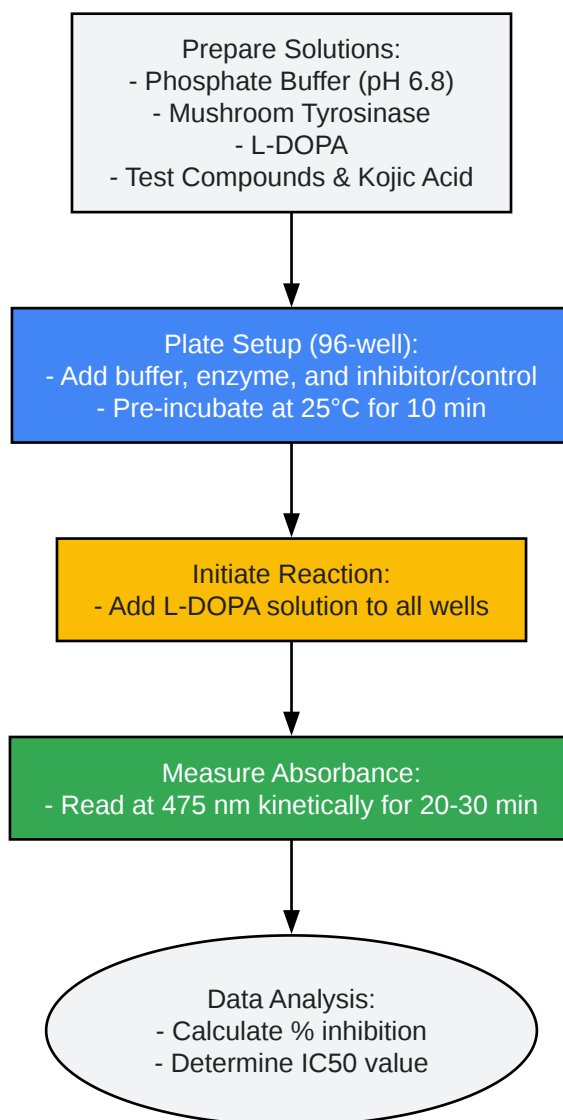 Prepare Solutions:
- Phosphate Buffer (pH 6.8)
- Mushroom Tyrosinase
- L-DOPA
- Test Compounds & Kojic Acid
Plate Setup (96-well):
- Add buffer, enzyme, and inhibitor/control
- Pre-incubate at 25°C for 10 min
Initiate Reaction:
- Add L-DOPA solution to all wells
Measure Absorbance:
- Read at 475 nm kinetically for 20-30 min
Data Analysis:
- Calculate % inhibition
- Determine IC50 value